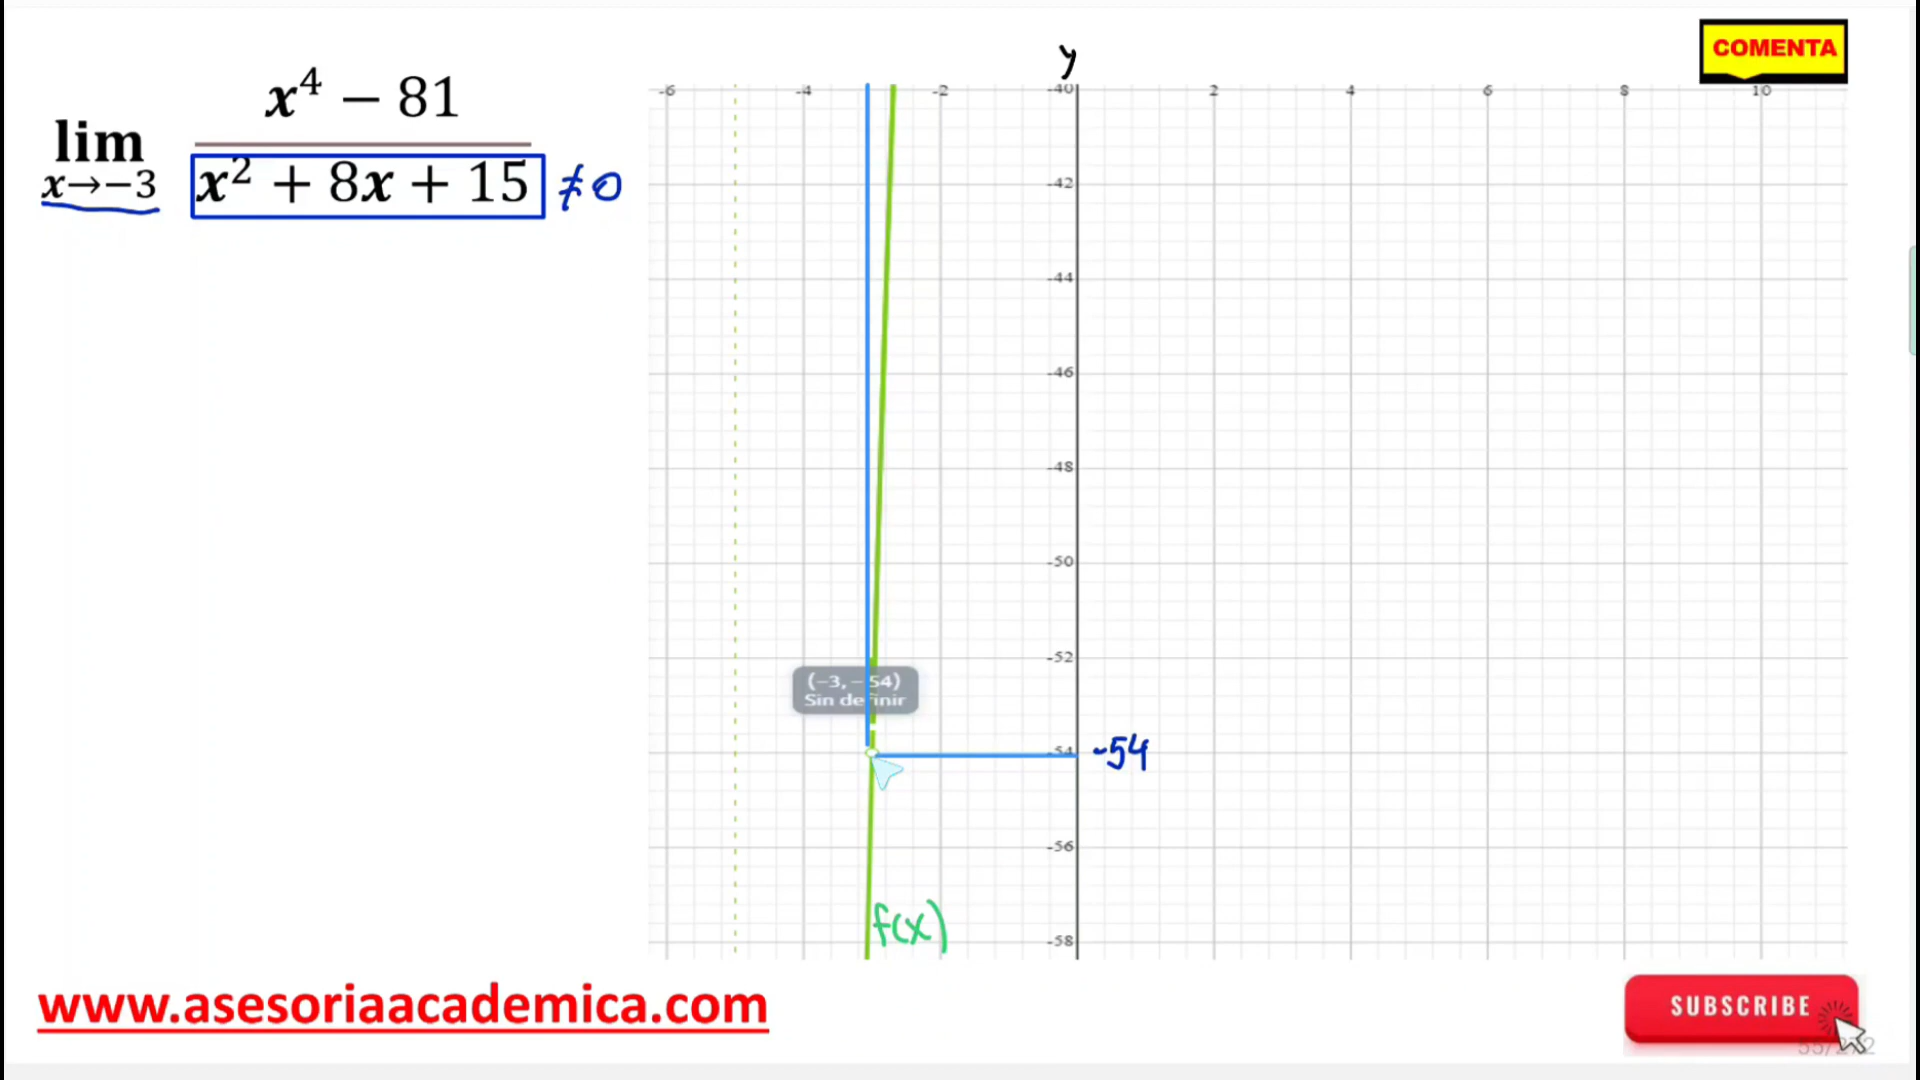 COMENTA
y
x⁴ − 81
lim
x→−3
x² + 8x + 15 ≠0
-6 -4 -2 -40 2 4 6 8 10
-42
-44
-46
-48
-50
-52
(−3,−54)
Sin definir
-54 -54
-56
f(x)
-58
www.asesoriaacademica.com
SUBSCRIBE